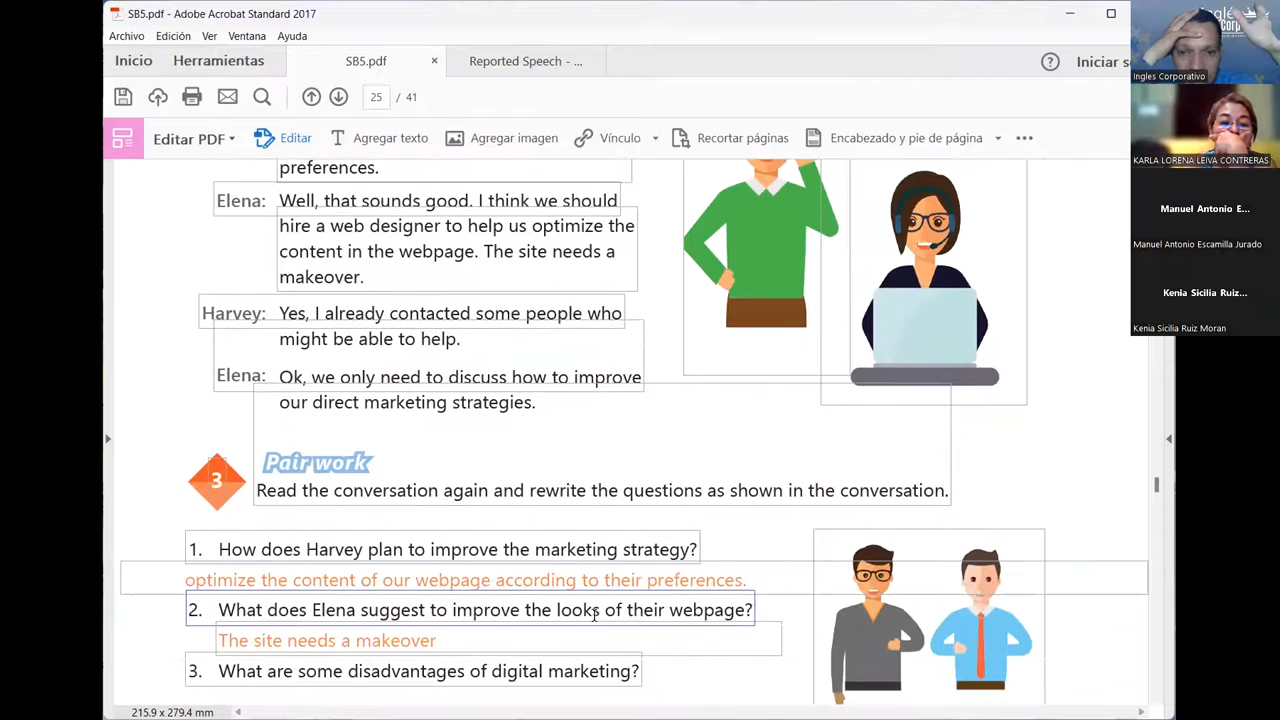 SB5.pdf - Adobe Acrobat Standard 2017
Archivo Edición Ver Ventana Ayuda
Inicio Herramientas SB5.pdf × Reported Speech - ... Iniciar se
25 / 41
Editar PDF Editar Agregar texto Agregar imagen Vínculo Recortar páginas Encabezado y pie de página
preferences.
Elena: Well, that sounds good. I think we should
hire a web designer to help us optimize the
content in the webpage. The site needs a
makeover.
Harvey: Yes, I already contacted some people who
might be able to help.
Elena: Ok, we only need to discuss how to improve
our direct marketing strategies.
3 Pair work
Read the conversation again and rewrite the questions as shown in the conversation.
1. How does Harvey plan to improve the marketing strategy?
optimize the content of our webpage according to their preferences.
2. What does Elena suggest to improve the looks of their webpage?
The site needs a makeover
3. What are some disadvantages of digital marketing?
215.9 x 279.4 mm
Ingles Corporativo
KARLA LORENA LEIVA CONTRERAS
Manuel Antonio E...
Manuel Antonio Escamilla Jurado
Kenia Sicilia Ruiz...
Kenia Sicilia Ruiz Moran